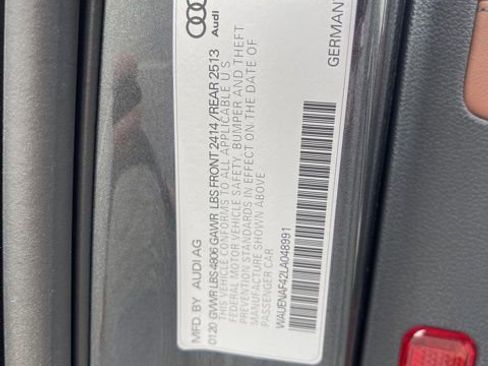 MFD. BY AUDI AG
0120 GVWR LBS 4806 GAWR LBS FRONT 2414 / REAR 2513
THIS VEHICLE CONFORMS TO ALL APPLICABLE U S
FEDERAL MOTOR VEHICLE SAFETY, BUMPER AND THEFT
PREVENTION STANDARDS IN EFFECT ON THE DATE OF
MANUFACTURE SHOWN ABOVE
PASSENGER CAR
WAUENAF42LA048991
Audi
GERMANY